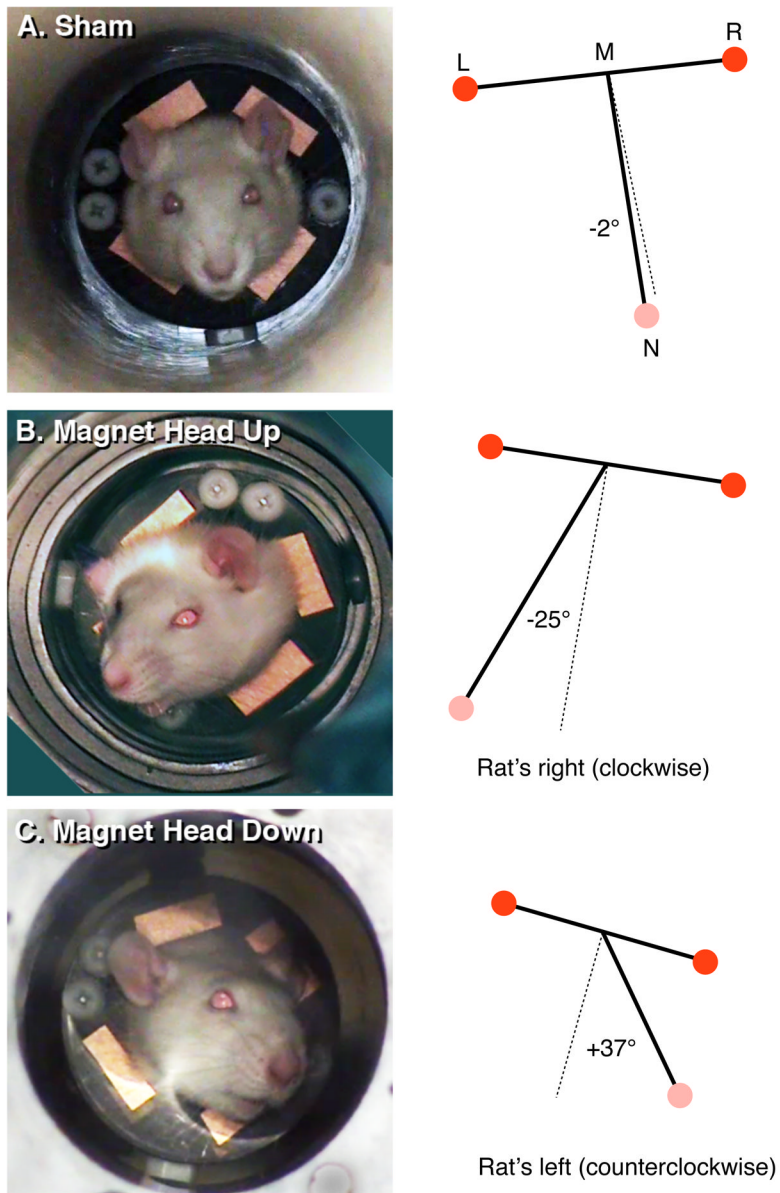 A. Sham
L
M
R
-2°
N
B. Magnet Head Up
-25°
Rat's right (clockwise)
C. Magnet Head Down
+37°
Rat's left (counterclockwise)